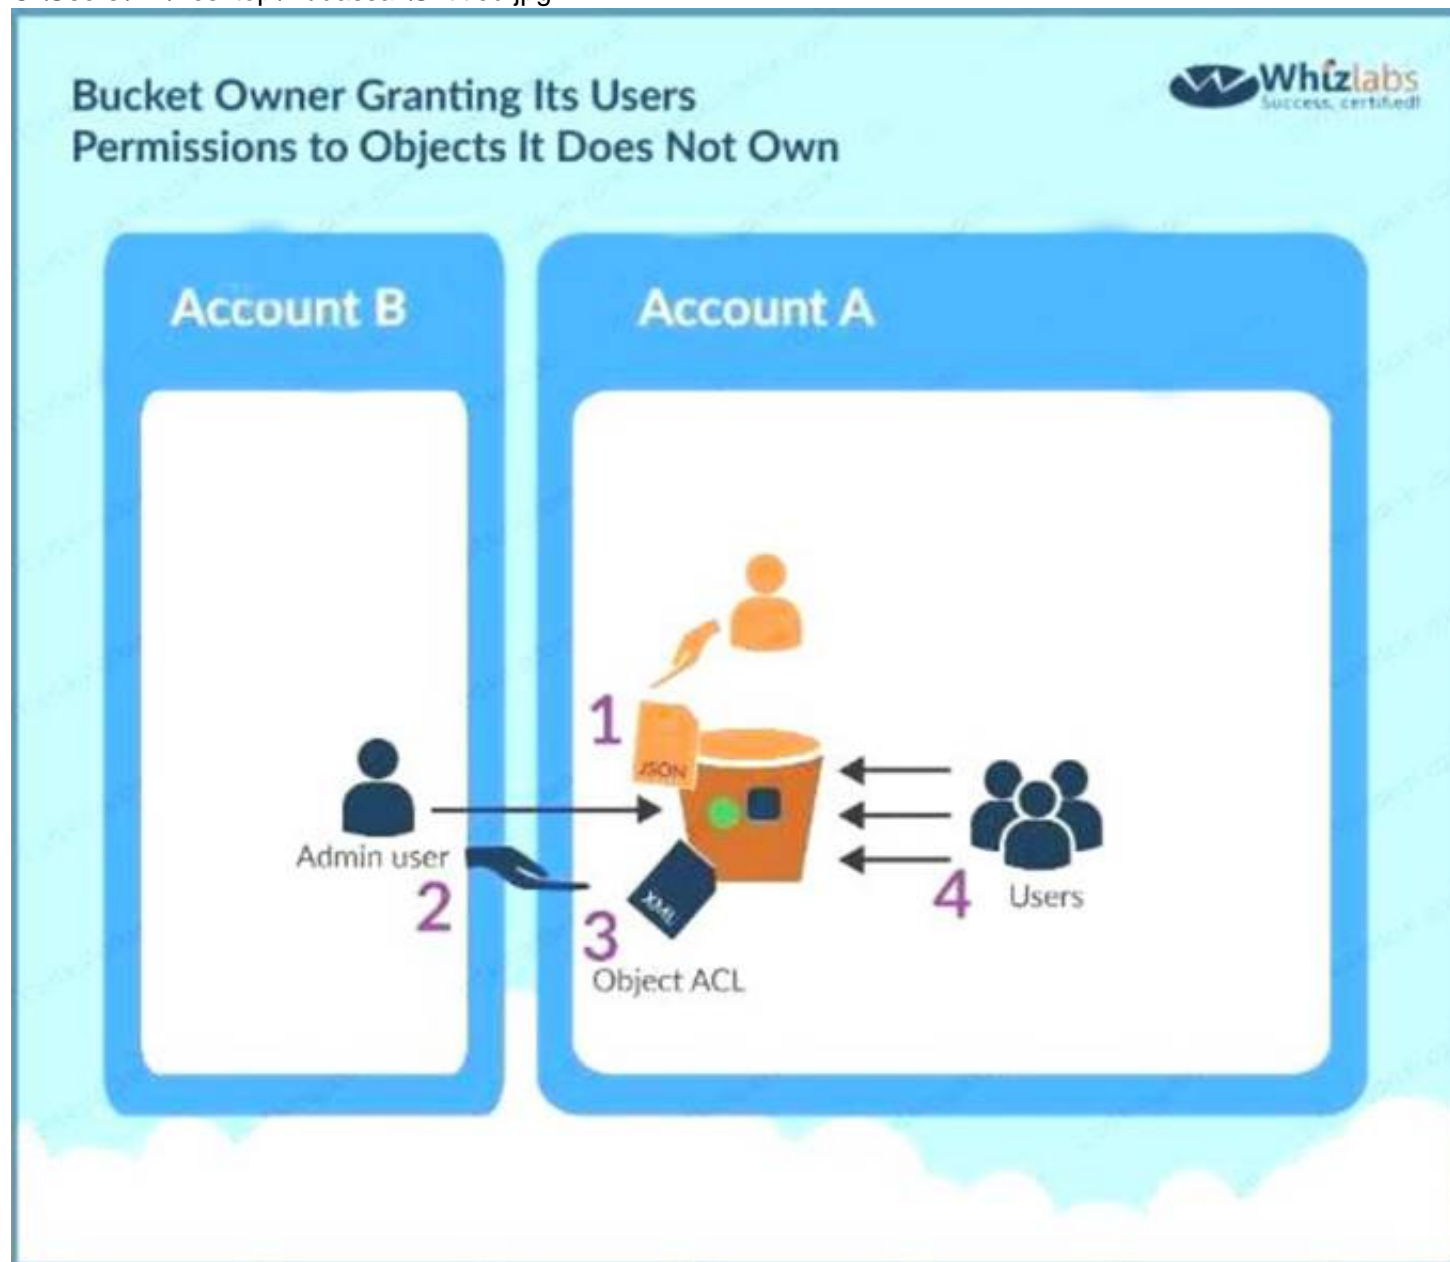 Bucket Owner Granting Its Users
Permissions to Objects It Does Not Own
Whizlabs
Success, certified!
Account B
Account A
1
JSON
Admin user
2
3
XML
Object ACL
4
Users